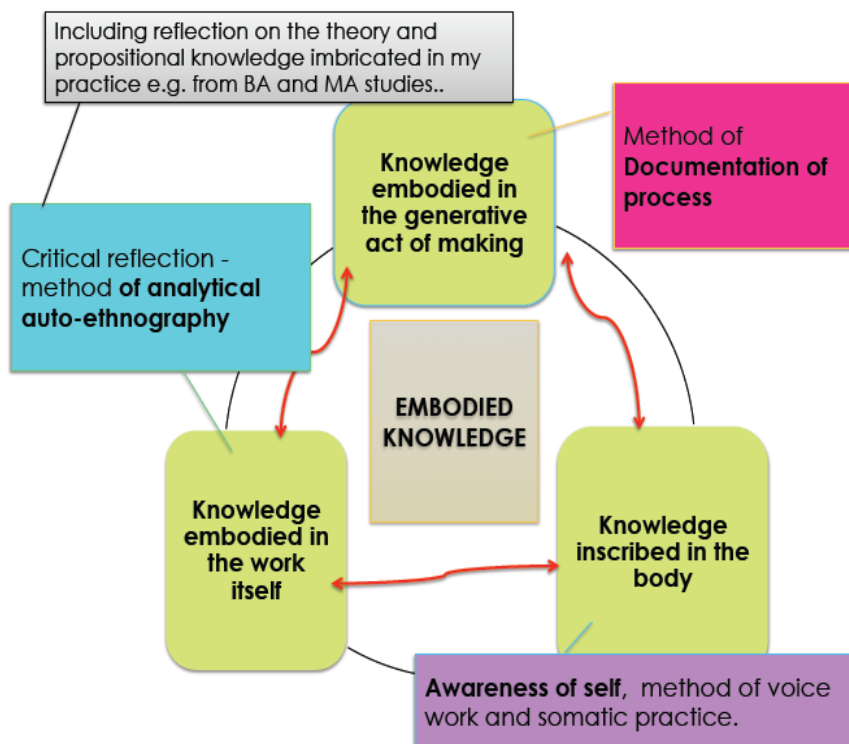 Including reflection on the theory and
propositional knowledge imbricated in my
practice e.g. from BA and MA studies..
Knowledge
embodied in
the generative
act of making
Method of
Documentation of
process
Critical reflection -
method of analytical
auto-ethnography
EMBODIED
KNOWLEDGE
Knowledge
embodied in
the work
itself
Knowledge
inscribed in the
body
Awareness of self, method of voice
work and somatic practice.